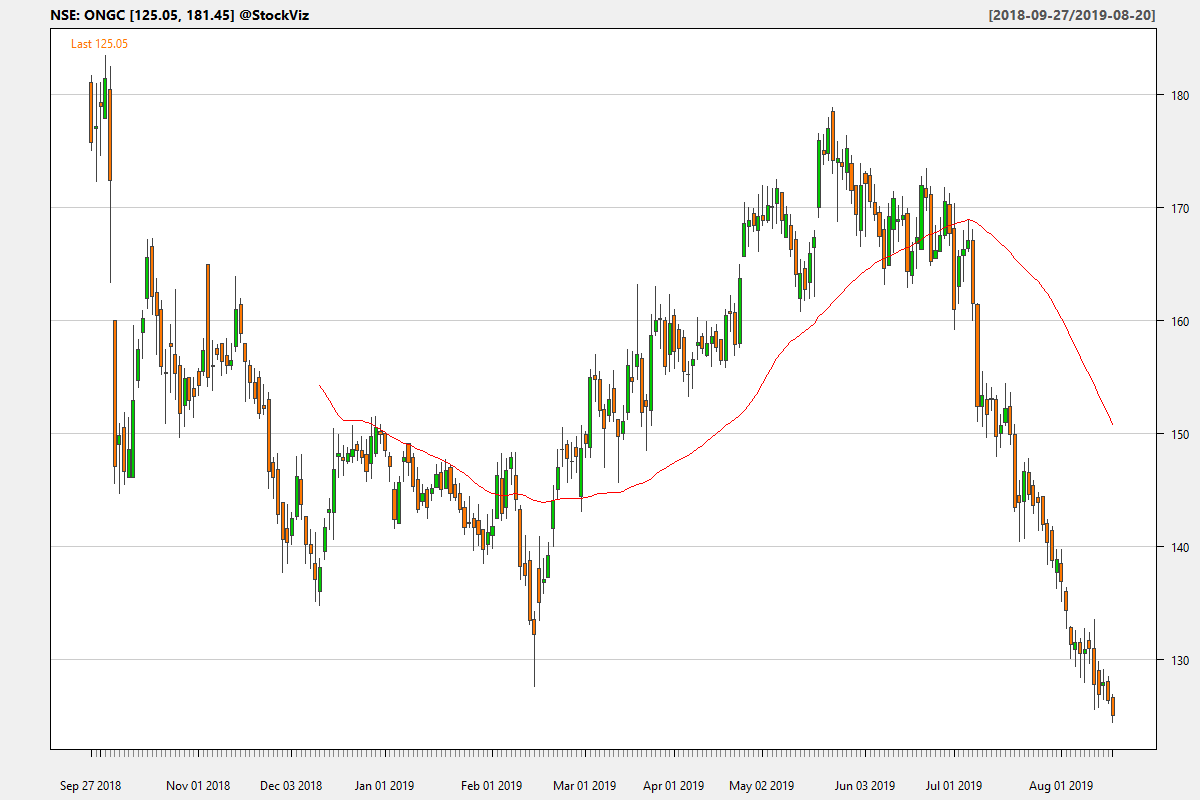 NSE: ONGC [125.05, 181.45] @StockViz [2018-09-27/2019-08-20]
Last 125.05
180
170
160
150
140
130
Sep 27 2018 Nov 01 2018 Dec 03 2018 Jan 01 2019 Feb 01 2019 Mar 01 2019 Apr 01 2019 May 02 2019 Jun 03 2019 Jul 01 2019 Aug 01 2019